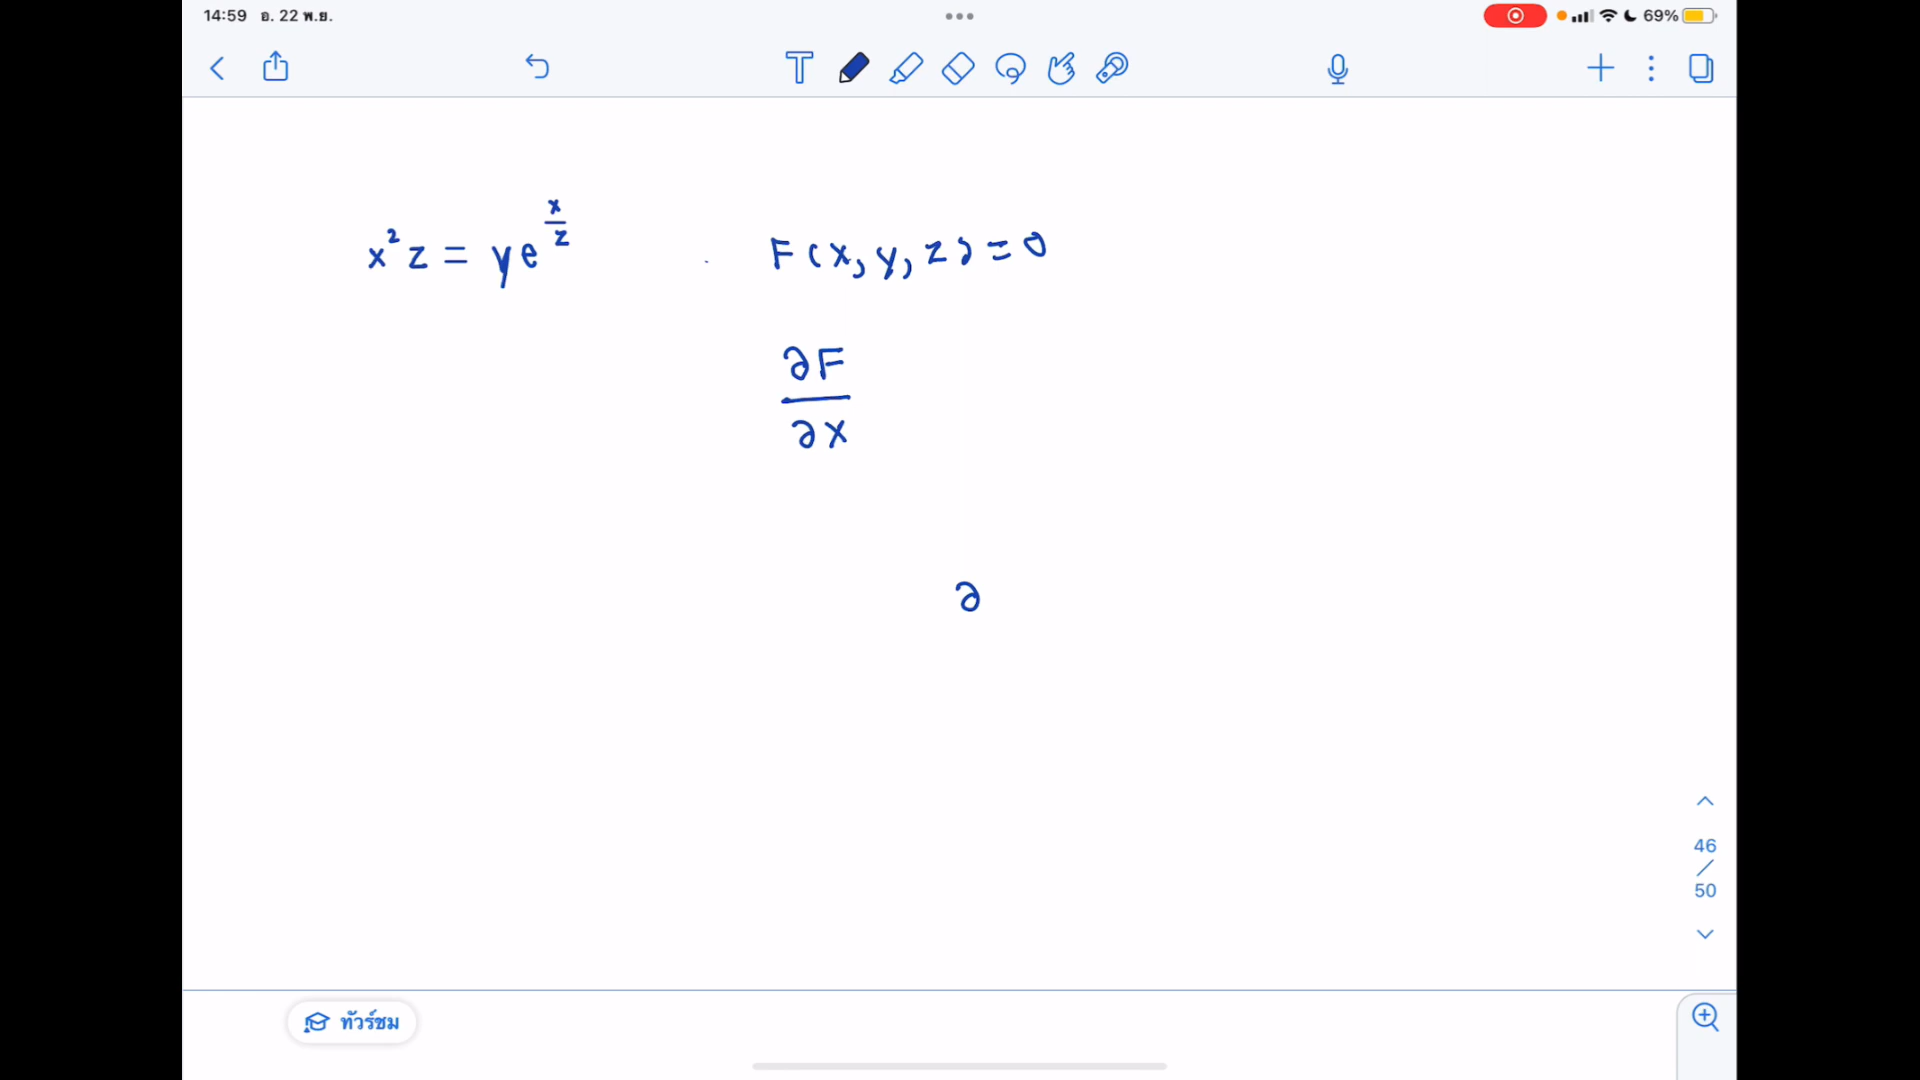 14:59 อ. 22 พ.ย.
69%
T
x²z = ye^(x/z)
F(x, y, z) = 0
∂F
∂x
∂
46
/
50
ทัวร์ชม